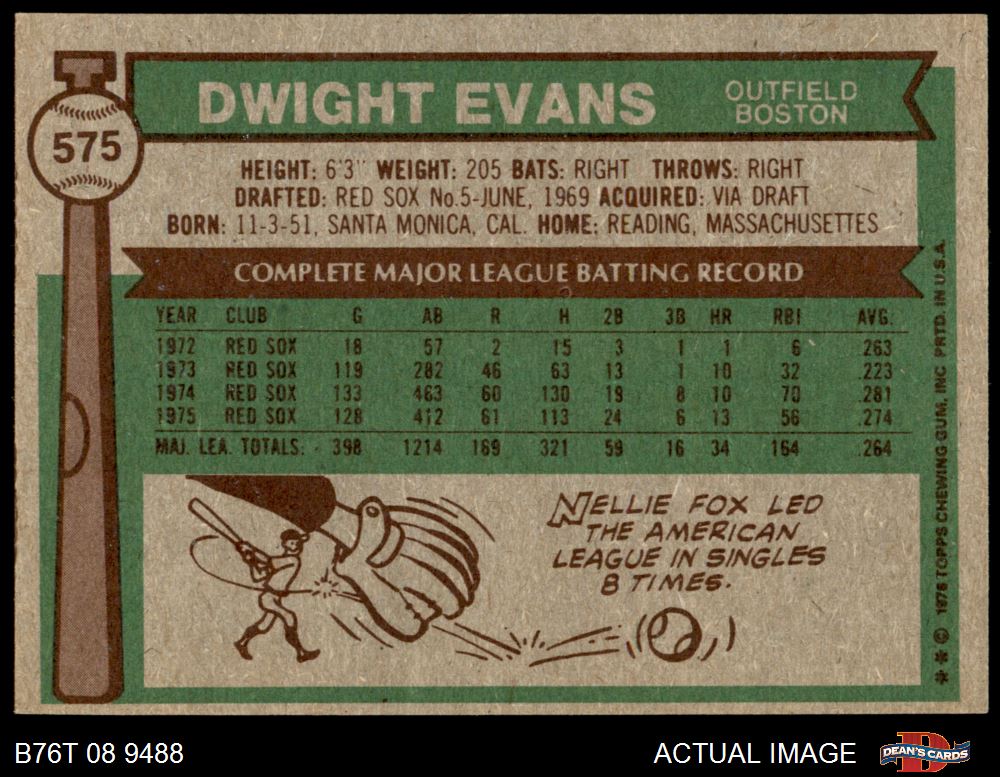 575
DWIGHT EVANS
OUTFIELD
BOSTON
HEIGHT: 6'3" WEIGHT: 205 BATS: RIGHT THROWS: RIGHT
DRAFTED: RED SOX No.5-JUNE, 1969 ACQUIRED: VIA DRAFT
BORN: 11-3-51, SANTA MONICA, CAL. HOME: READING, MASSACHUSETTES
COMPLETE MAJOR LEAGUE BATTING RECORD
YEAR CLUB G AB R H 2B 3B HR RBI AVG.
1972 RED SOX 18 57 2 15 3 1 1 6 .263
1973 RED SOX 119 282 46 63 13 1 10 32 .223
1974 RED SOX 133 463 60 130 19 8 10 70 .281
1975 RED SOX 128 412 61 113 24 6 13 56 .274
MAJ. LEA. TOTALS. 398 1214 169 321 59 16 34 164 .264
NELLIE FOX LED
THE AMERICAN
LEAGUE IN SINGLES
8 TIMES.
** © 1976 TOPPS CHEWING GUM, INC PRTD. IN U.S.A.
B76T 08 9488
ACTUAL IMAGE
DEAN'S CARDS